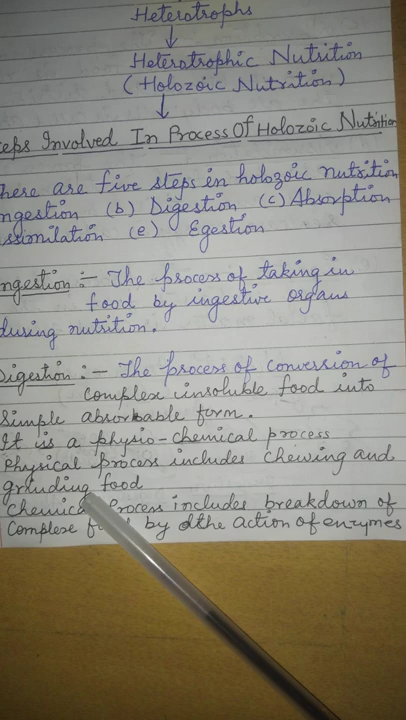 Heterotrophs
Heterotrophic Nutrition
(Holozoic Nutrition)
eps Involved In Process Of Holozoic Nutrition
here are five steps in holozoic nutrition
ngestion (b) Digestion (c) Absorption
ssimilation (e) Egestion
ngestion :- The process of taking in
food by ingestive organs
during nutrition.
Digestion :- The process of conversion of
complex insoluble food into
Simple absorbable form.
It is a physio-chemical process
Physical process includes chewing and
grinding food
Chemica Process includes breakdown of
Complex f by the action of enzymes